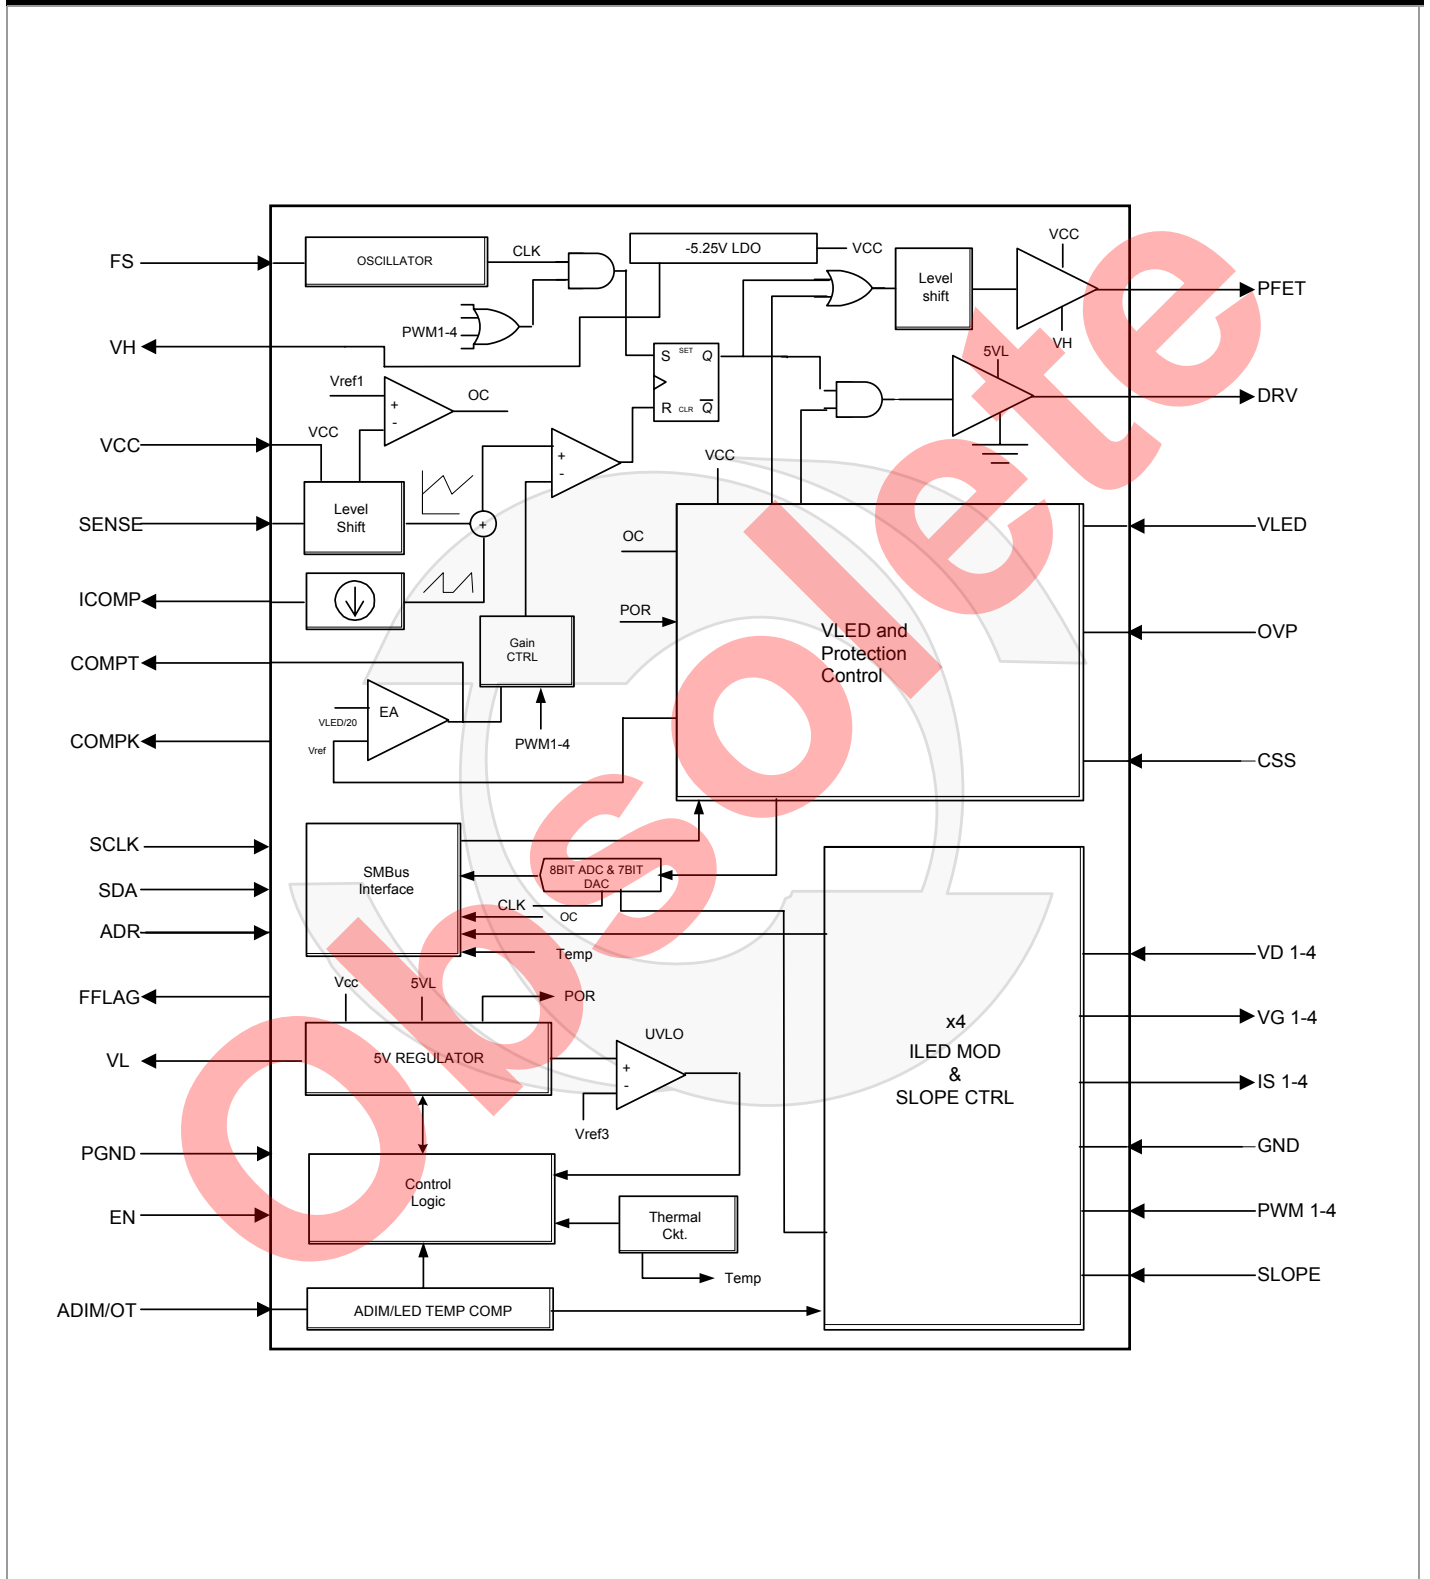 FS
OSCILLATOR
CLK
-5.25V LDO
VCC
VCC
Level
shift
PFET
PWM1-4
VH
VH
S SET Q
R CLR Q
5VL
DRV
Vref1
+
-
OC
VCC
VCC
SENSE
Level
Shift
+
+
-
VCC
OC
POR
VLED and
Protection
Control
VLED
OVP
CSS
ICOMP
COMPT
Gain
CTRL
PWM1-4
EA
VLED/20
Vref
COMPK
SCLK
SDA
ADR
SMBus
Interface
8BIT ADC & 7BIT
DAC
CLK
OC
Temp
FFLAG
Vcc
5VL
POR
VL
5V REGULATOR
UVLO
+
-
Vref3
x4
ILED MOD
&
SLOPE CTRL
VD 1-4
VG 1-4
IS 1-4
GND
PWM 1-4
SLOPE
PGND
EN
Control
Logic
Thermal
Ckt.
Temp
ADIM/OT
ADIM/LED TEMP COMP
Obsolete